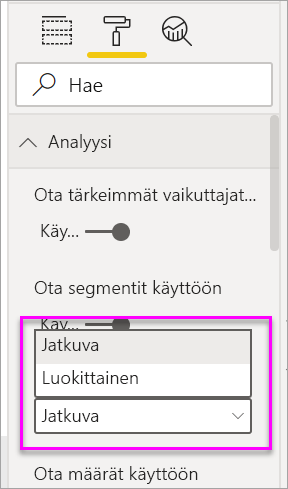 Hae
Analyysi
Ota tärkeimmät vaikuttajat...
Käy...
Ota segmentit käyttöön
Käy...
Jatkuva
Luokittainen
Jatkuva
Ota määrät käyttöön